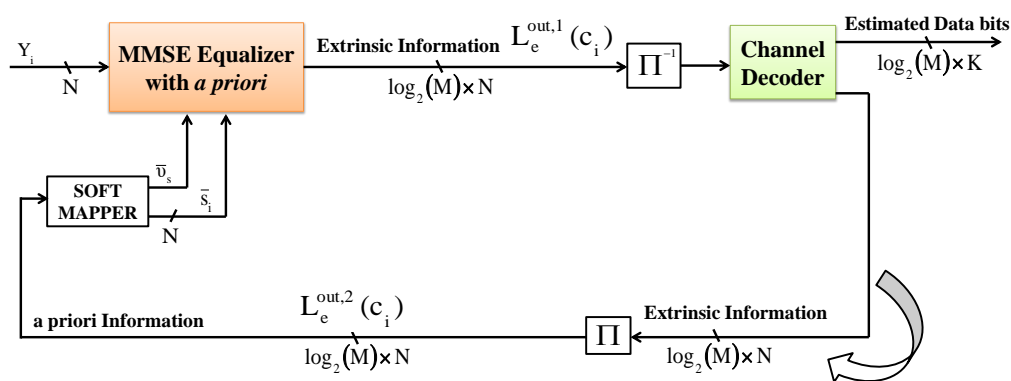 Y_i
N
MMSE Equalizer
with a priori
Extrinsic Information
L_e^{out,1}(c_i)
log_2(M)×N
Π^{-1}
Channel
Decoder
Estimated Data bits
log_2(M)×K
SOFT
MAPPER
ῡ_s
s̄_i
N
a priori Information
L_e^{out,2}(c_i)
log_2(M)×N
Π
Extrinsic Information
log_2(M)×N